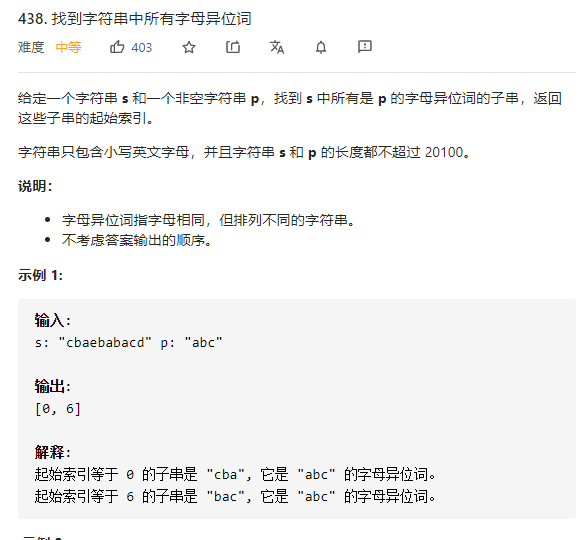 438. 找到字符串中所有字母异位词
难度 中等 403
给定一个字符串 s 和一个非空字符串 p，找到 s 中所有是 p 的字母异位词的子串，返回
这些子串的起始索引。
字符串只包含小写英文字母，并且字符串 s 和 p 的长度都不超过 20100。
说明：
字母异位词指字母相同，但排列不同的字符串。
不考虑答案输出的顺序。
示例 1:
输入:
s: "cbaebabacd" p: "abc"
输出:
[0, 6]
解释:
起始索引等于 0 的子串是 "cba", 它是 "abc" 的字母异位词。
起始索引等于 6 的子串是 "bac", 它是 "abc" 的字母异位词。